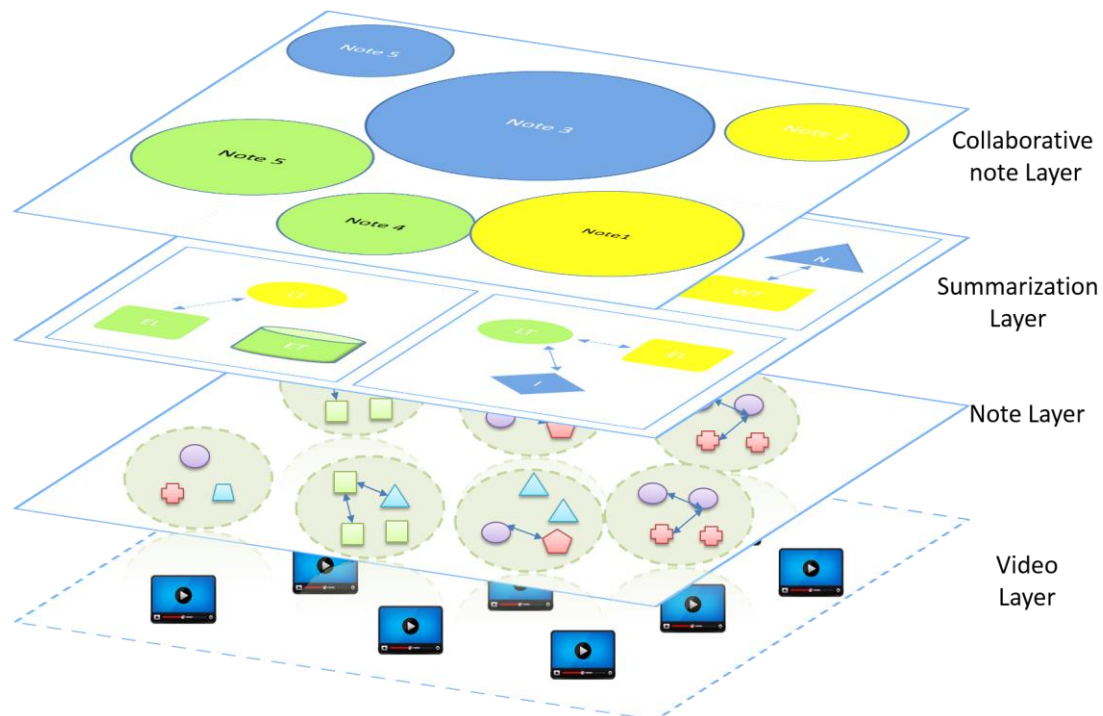 Note 5
Note 3
Note 2
Note 5
Note 4
Note1
Collaborative
note Layer
N
WT
LT
EL
ET
LT
EL
I
Summarization
Layer
Note Layer
Video
Layer